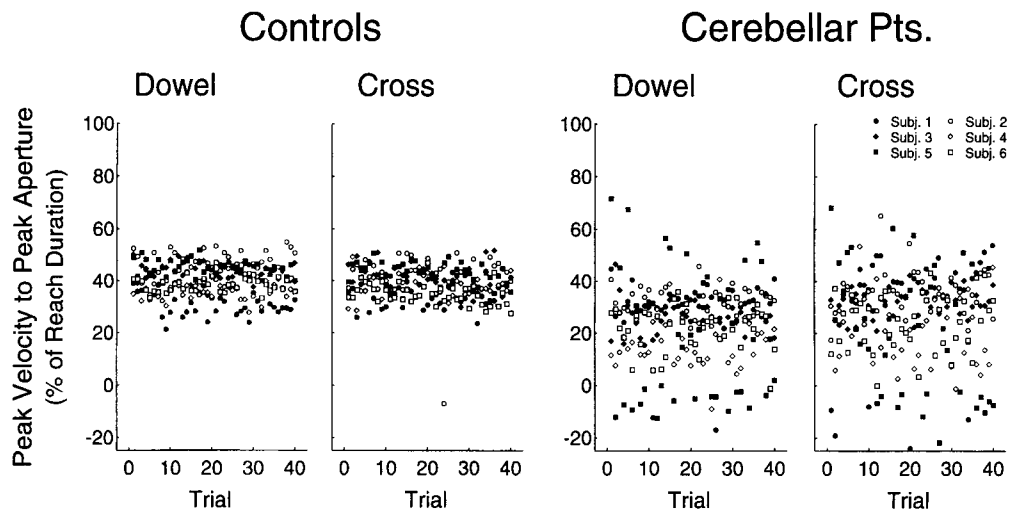 Controls
Cerebellar Pts.
Dowel
Cross
Dowel
Cross
Peak Velocity to Peak Aperture
(% of Reach Duration)
100
80
60
40
20
0
-20
0 10 20 30 40
Trial
0 10 20 30 40
Trial
100
80
60
40
20
0
-20
0 10 20 30 40
Trial
0 10 20 30 40
Trial
Subj. 1 Subj. 2
Subj. 3 Subj. 4
Subj. 5 Subj. 6